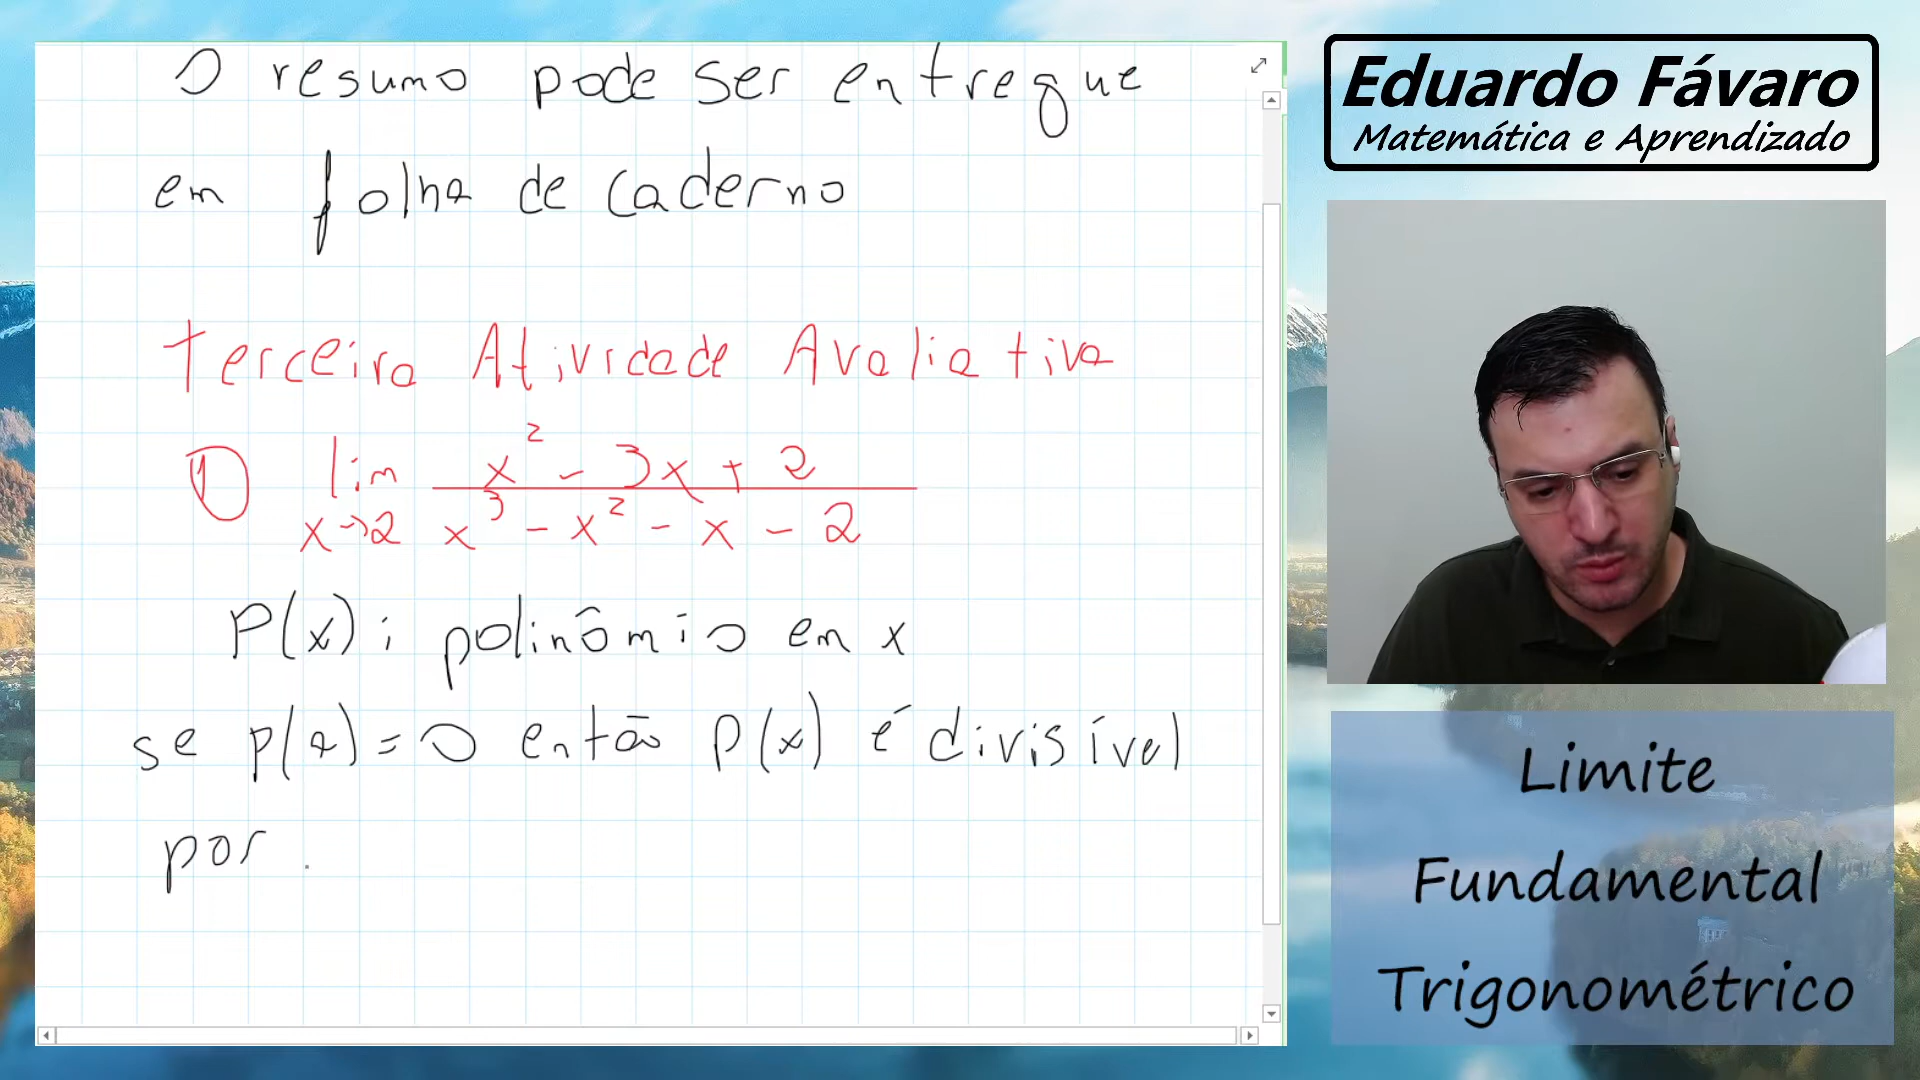 O resumo pode ser entregue
em folha de caderno
Terceira Atividade Avaliativa
① lim x→2 (x² - 3x + 2)/(x³ - x² - x - 2)
P(x): polinômio em x
se p(2)=0 então P(x) é divisível
por
Eduardo Fávaro
Matemática e Aprendizado
Limite
Fundamental
Trigonométrico